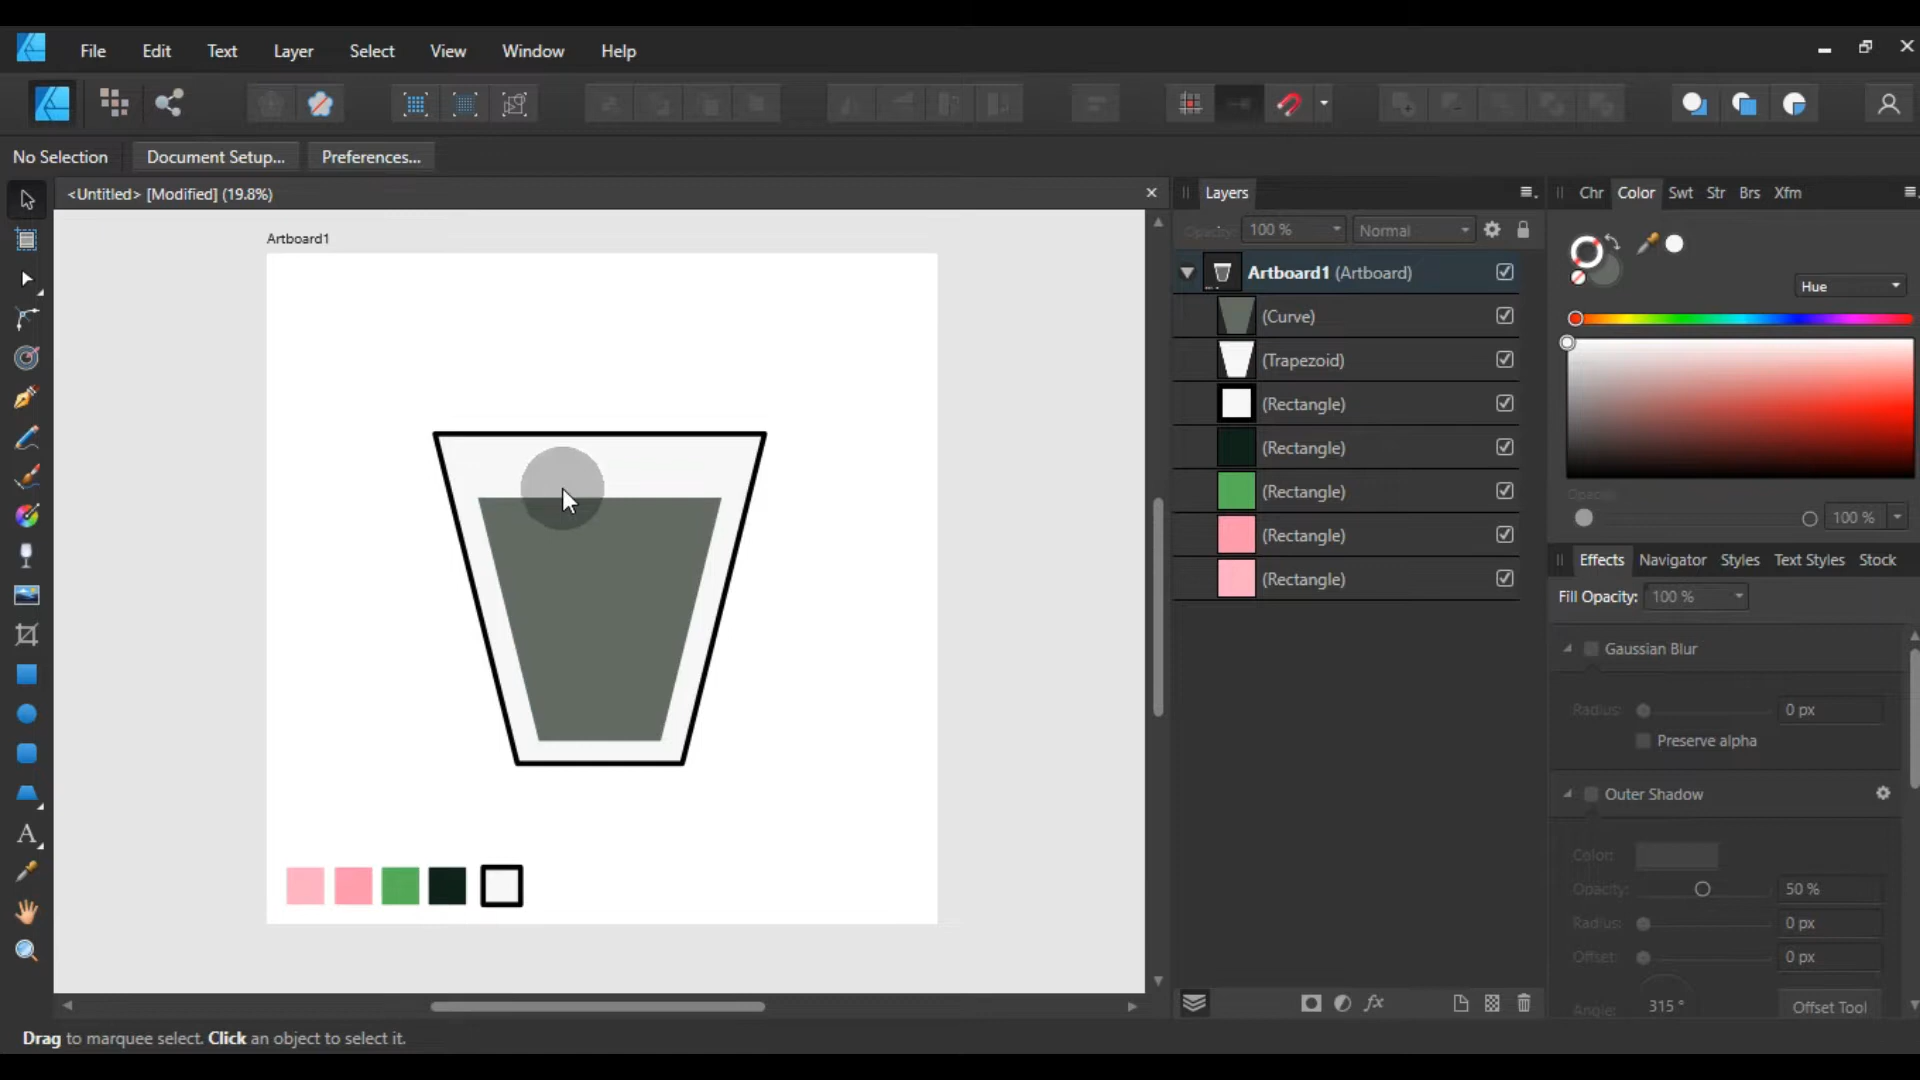 File Edit Text Layer Select View Window Help
No Selection Document Setup... Preferences...
<Untitled> [Modified] (19.8%)
Artboard1
Layers
Opacity: 100 % Normal
Artboard1 (Artboard)
(Curve)
(Trapezoid)
(Rectangle)
(Rectangle)
(Rectangle)
(Rectangle)
(Rectangle)
Chr Color Swt Str Brs Xfm
Hue
Opacity
100 %
Effects Navigator Styles Text Styles Stock
Fill Opacity: 100 %
Gaussian Blur
Radius: 0 px
Preserve alpha
Outer Shadow
Color:
Opacity: 50 %
Radius: 0 px
Offset: 0 px
Angle: 315 ° Offset Tool
Drag to marquee select. Click an object to select it.